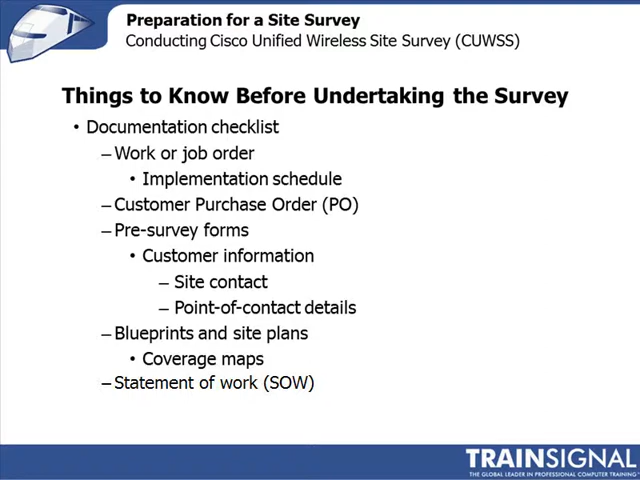 Preparation for a Site Survey
Conducting Cisco Unified Wireless Site Survey (CUWSS)
Things to Know Before Undertaking the Survey
• Documentation checklist
– Work or job order
• Implementation schedule
– Customer Purchase Order (PO)
– Pre-survey forms
• Customer information
– Site contact
– Point-of-contact details
– Blueprints and site plans
• Coverage maps
– Statement of work (SOW)
TRAINSIGNAL
THE GLOBAL LEADER IN PROFESSIONAL COMPUTER TRAINING